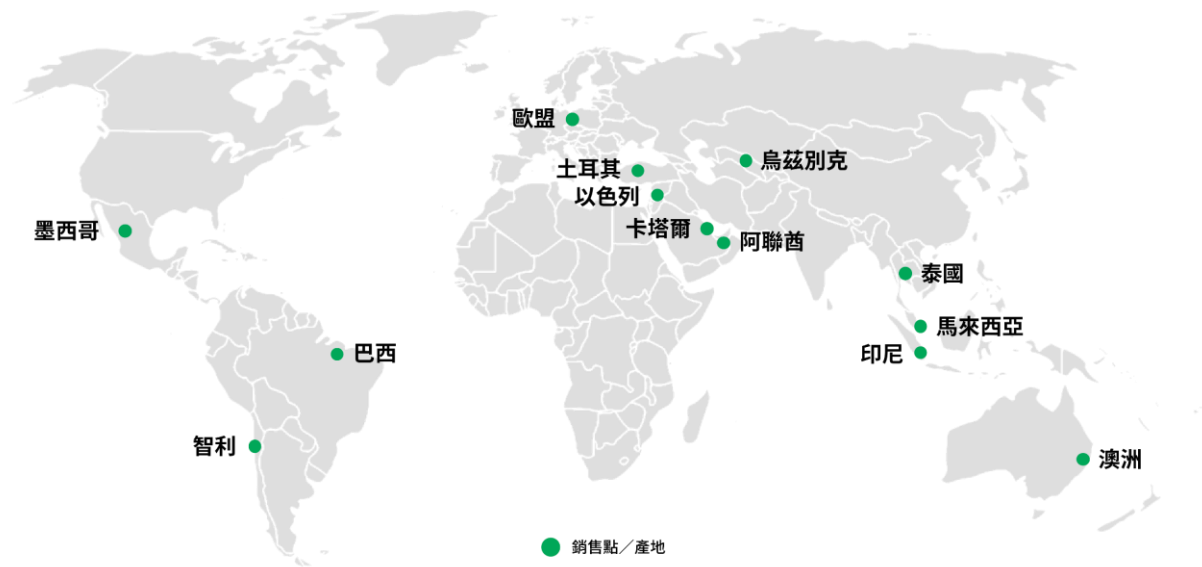 歐盟
烏茲別克
土耳其
以色列
墨西哥
卡塔爾
阿聯酋
泰國
馬來西亞
巴西
印尼
智利
澳洲
銷售點／產地